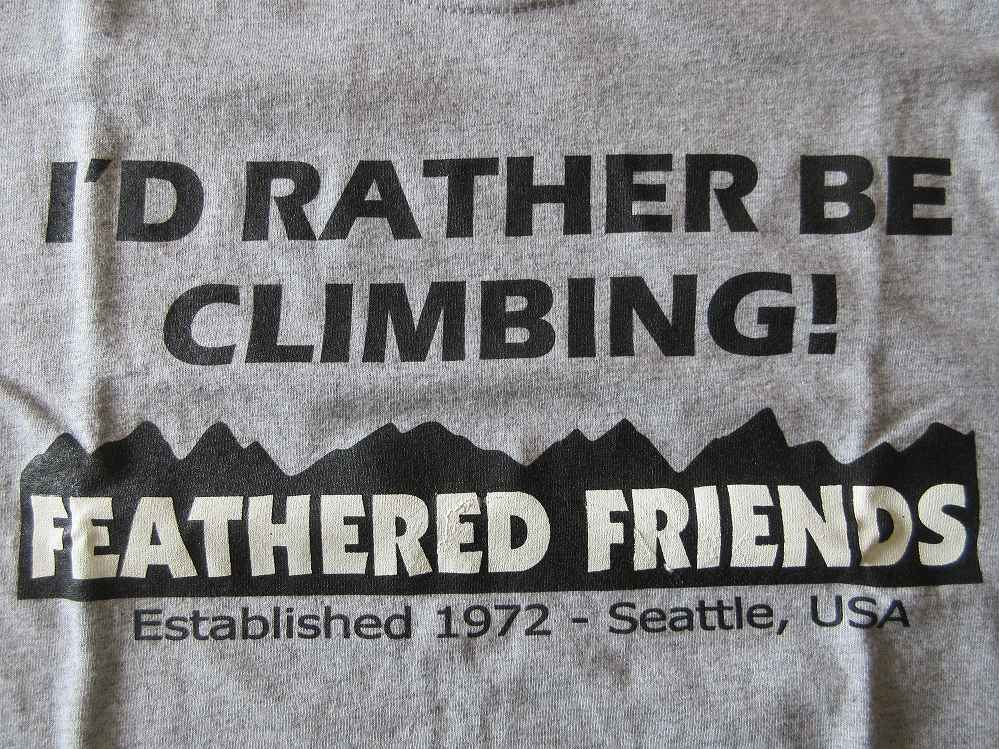 I'D RATHER BE
CLIMBING!
FEATHERED FRIENDS
Established 1972 - Seattle, USA